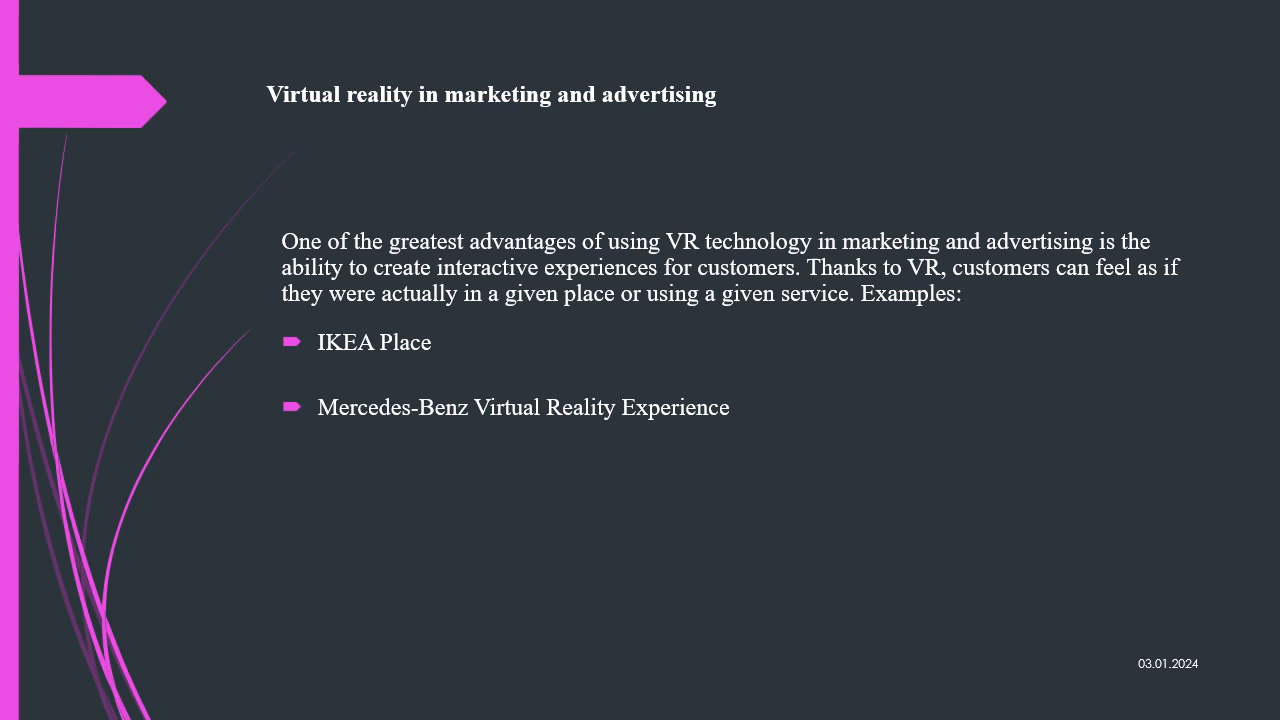 Virtual reality in marketing and advertising
One of the greatest advantages of using VR technology in marketing and advertising is the
ability to create interactive experiences for customers. Thanks to VR, customers can feel as if
they were actually in a given place or using a given service. Examples:
IKEA Place
Mercedes-Benz Virtual Reality Experience
03.01.2024